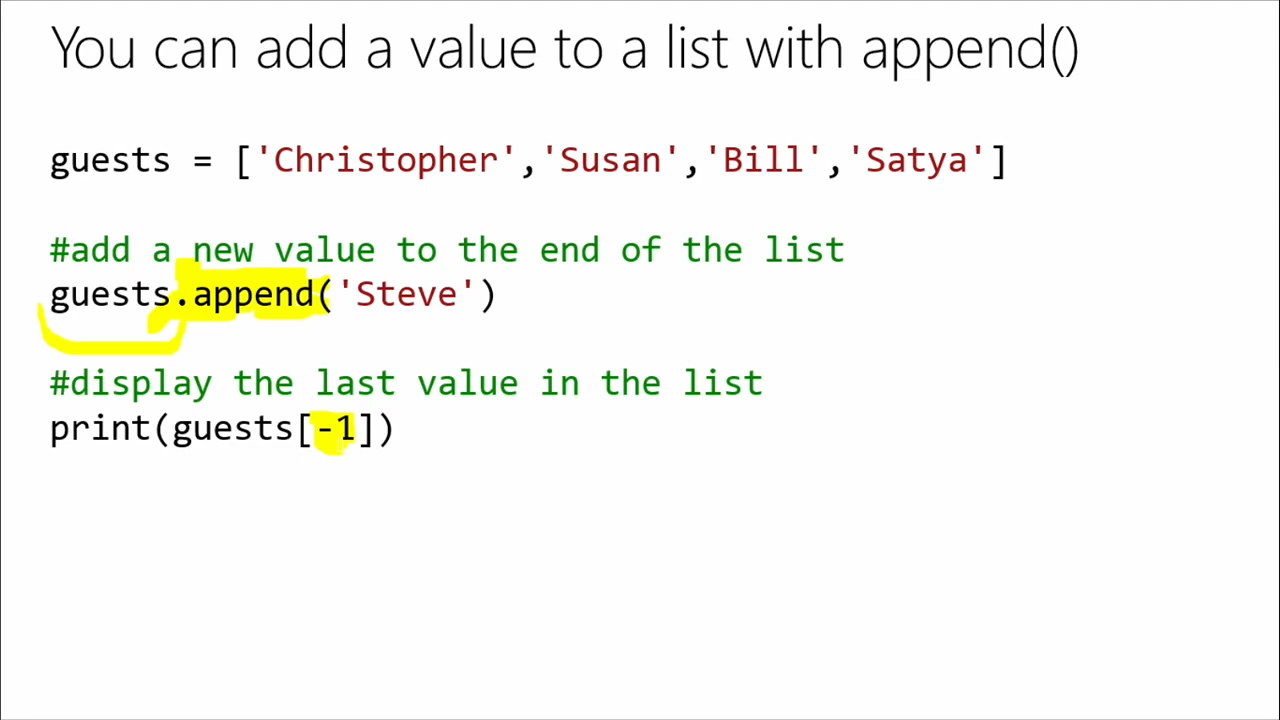 You can add a value to a list with append()
guests = ['Christopher','Susan','Bill','Satya']
#add a new value to the end of the list
guests.append('Steve')
#display the last value in the list
print(guests[-1])